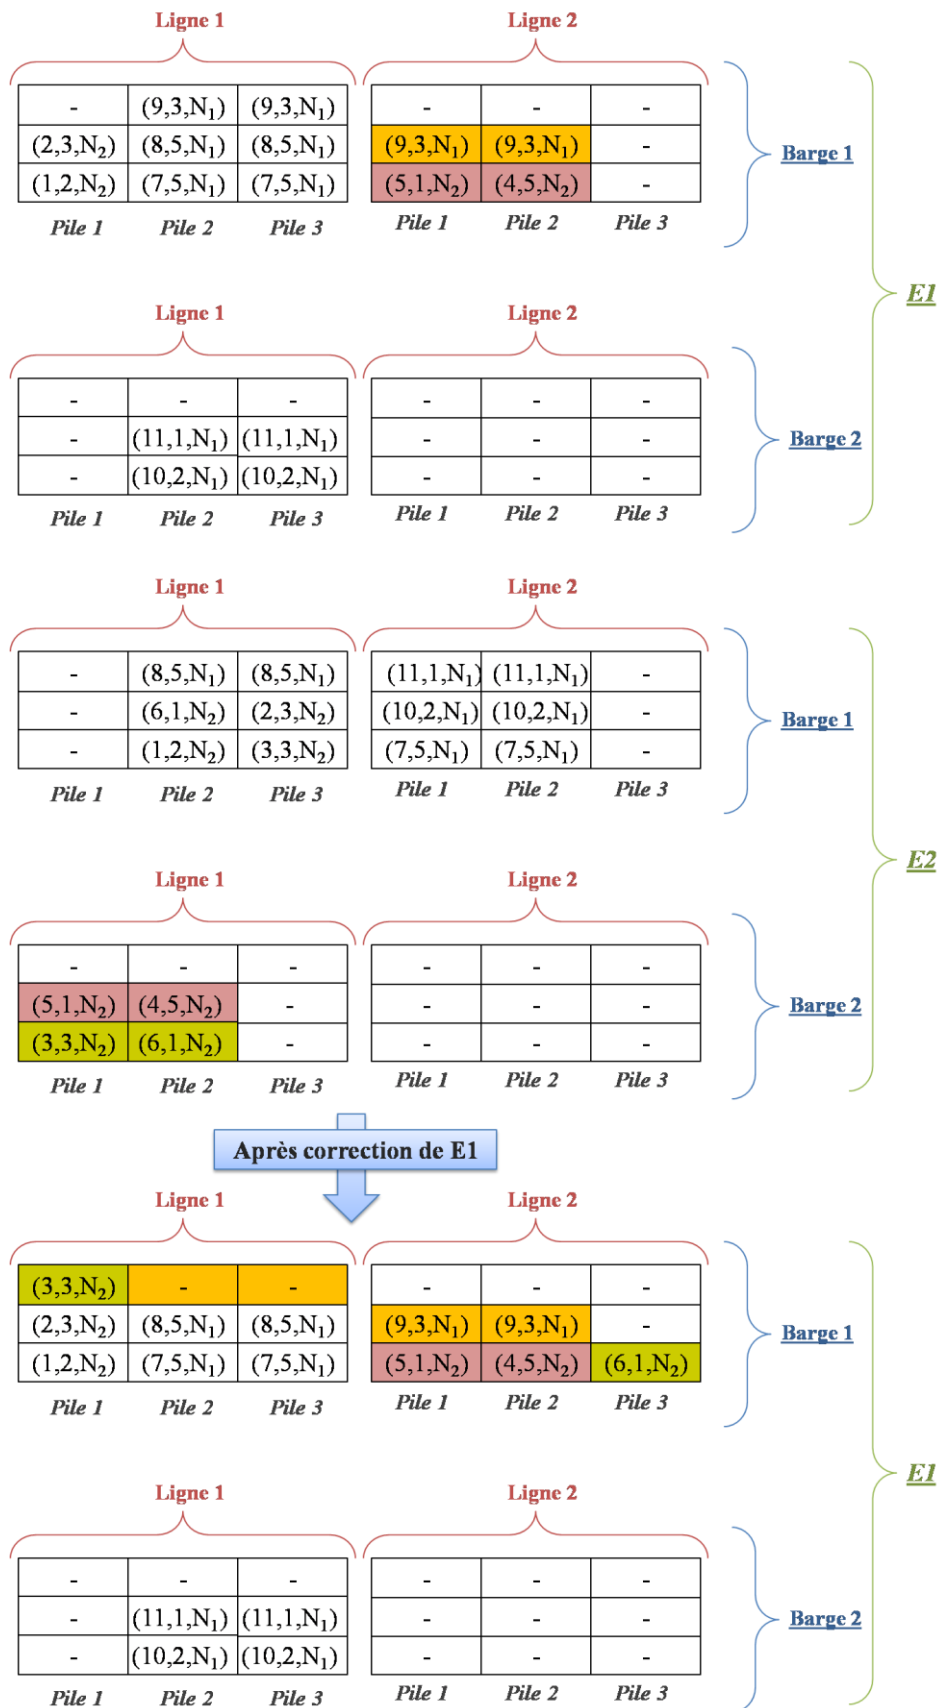 Ligne 1 Ligne 2
- (9,3,N₁) (9,3,N₁) - - -
(2,3,N₂) (8,5,N₁) (8,5,N₁) (9,3,N₁) (9,3,N₁) - Barge 1
(1,2,N₂) (7,5,N₁) (7,5,N₁) (5,1,N₂) (4,5,N₂) -
Pile 1 Pile 2 Pile 3 Pile 1 Pile 2 Pile 3
E1
Ligne 1 Ligne 2
- - - - - -
- (11,1,N₁) (11,1,N₁) - - - Barge 2
- (10,2,N₁) (10,2,N₁) - - -
Pile 1 Pile 2 Pile 3 Pile 1 Pile 2 Pile 3
Ligne 1 Ligne 2
- (8,5,N₁) (8,5,N₁) (11,1,N₁) (11,1,N₁) -
- (6,1,N₂) (2,3,N₂) (10,2,N₁) (10,2,N₁) - Barge 1
- (1,2,N₂) (3,3,N₂) (7,5,N₁) (7,5,N₁) -
Pile 1 Pile 2 Pile 3 Pile 1 Pile 2 Pile 3
E2
Ligne 1 Ligne 2
- - - - - -
(5,1,N₂) (4,5,N₂) - - - - Barge 2
(3,3,N₂) (6,1,N₂) - - - -
Pile 1 Pile 2 Pile 3 Pile 1 Pile 2 Pile 3
Après correction de E1
Ligne 1 Ligne 2
(3,3,N₂) - - - - -
(2,3,N₂) (8,5,N₁) (8,5,N₁) (9,3,N₁) (9,3,N₁) - Barge 1
(1,2,N₂) (7,5,N₁) (7,5,N₁) (5,1,N₂) (4,5,N₂) (6,1,N₂)
Pile 1 Pile 2 Pile 3 Pile 1 Pile 2 Pile 3
E1
Ligne 1 Ligne 2
- - - - - -
- (11,1,N₁) (11,1,N₁) - - - Barge 2
- (10,2,N₁) (10,2,N₁) - - -
Pile 1 Pile 2 Pile 3 Pile 1 Pile 2 Pile 3